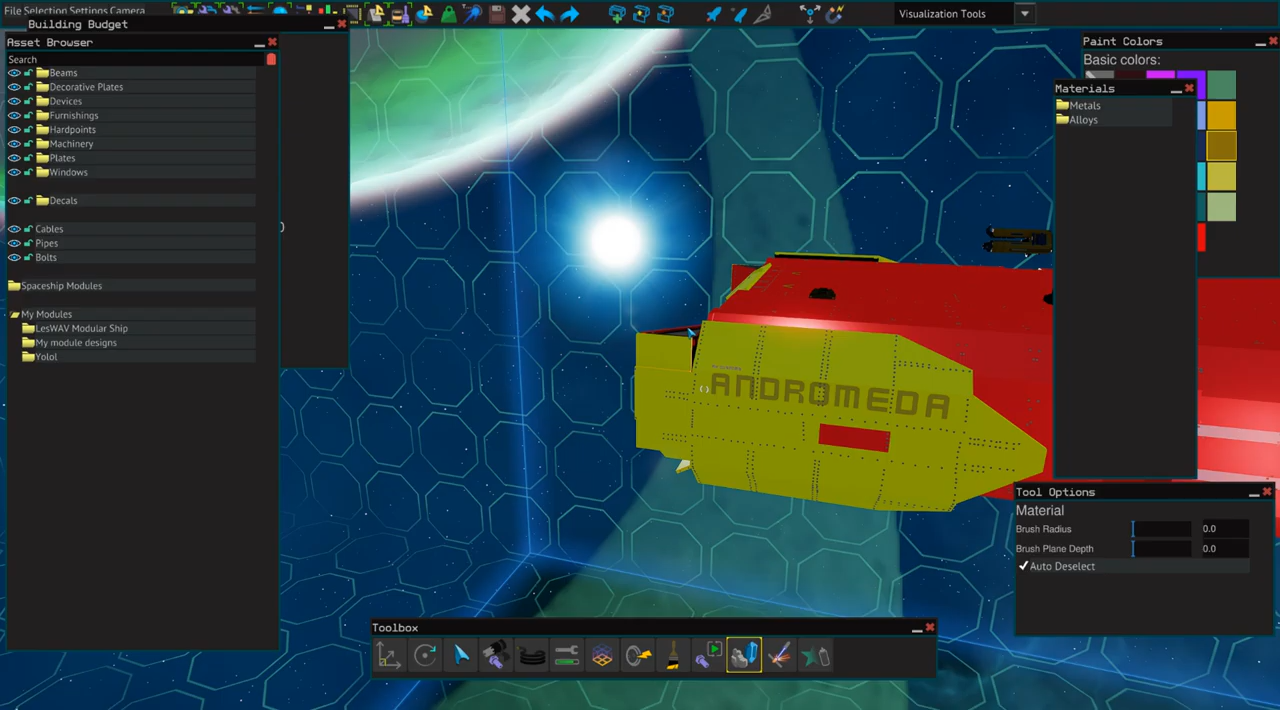 File Selection Settings Camera
Visualization Tools
Building Budget
Asset Browser
Search
Beams
Decorative Plates
Devices
Furnishings
Hardpoints
Machinery
Plates
Windows
Decals
Cables
Pipes
Bolts
Spaceship Modules
My Modules
LesWAV Modular Ship
My module designs
Yolol
Paint Colors
Basic colors:
Materials
Metals
Alloys
ANDROMEDA
Tool Options
Material
Brush Radius 0.0
Brush Plane Depth 0.0
Auto Deselect
Toolbox